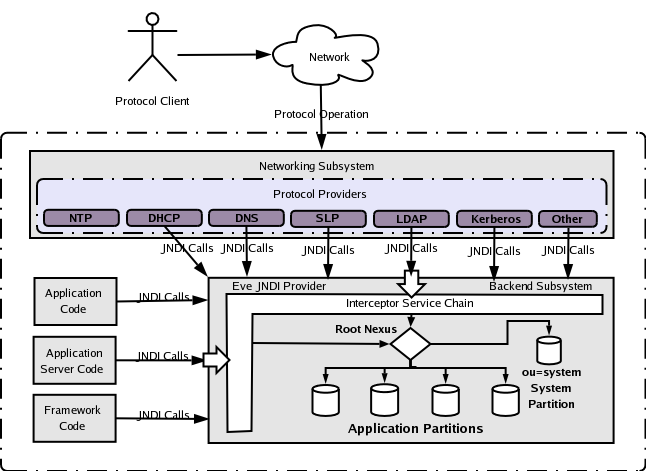 Network
Protocol Client
Protocol Operation
Networking Subsystem
Protocol Providers
NTP
DHCP
DNS
SLP
LDAP
Kerberos
Other
JNDI Calls
JNDI Calls
JNDI Calls
JNDI Calls
JNDI Calls
JNDI Calls
Eve JNDI Provider
Backend Subsystem
Application
Code
JNDI Calls
Interceptor Service Chain
Root Nexus
Application
Server Code
JNDI Calls
ou=system
System
Partition
Framework
Code
JNDI Calls
Application Partitions